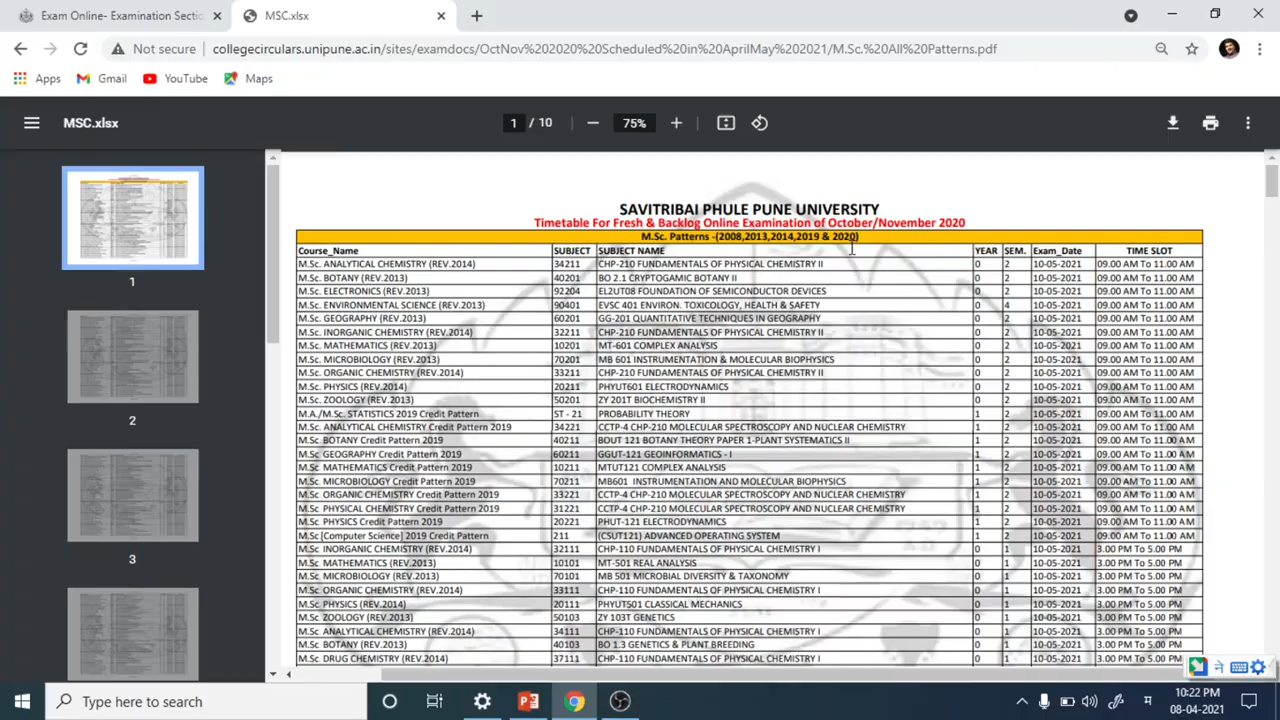 Exam Online- Examination Sectio
MSC.xlsx
Not secure
collegecirculars.unipune.ac.in/sites/examdocs/OctNov%202020%20Scheduled%20in%20AprilMay%202021/M.Sc.%20All%20Patterns.pdf
Apps Gmail YouTube Maps
MSC.xlsx 1 / 10 75%
1
2
3
SAVITRIBAI PHULE PUNE UNIVERSITY
Timetable For Fresh & Backlog Online Examination of October/November 2020
M.Sc. Patterns -(2008,2013,2014,2019 & 2020)
Course_Name SUBJECT SUBJECT NAME YEAR SEM. Exam_Date TIME SLOT
M.Sc. ANALYTICAL CHEMISTRY (REV.2014) 34211 CHP-210 FUNDAMENTALS OF PHYSICAL CHEMISTRY II 0 2 10-05-2021 09.00 AM To 11.00 AM
M.Sc. BOTANY (REV.2013) 40201 BO 2.1 CRYPTOGAMIC BOTANY II 0 2 10-05-2021 09.00 AM To 11.00 AM
M.Sc. ELECTRONICS (REV.2013) 92204 EL2UT08 FOUNDATION OF SEMICONDUCTOR DEVICES 0 2 10-05-2021 09.00 AM To 11.00 AM
M.Sc. ENVIRONMENTAL SCIENCE (REV.2013) 90401 EVSC 401 ENVIRON. TOXICOLOGY, HEALTH & SAFETY 0 4 10-05-2021 09.00 AM To 11.00 AM
M.Sc. GEOGRAPHY (REV.2013) 60201 GG-201 QUANTITATIVE TECHNIQUES IN GEOGRAPHY 0 2 10-05-2021 09.00 AM To 11.00 AM
M.Sc. INORGANIC CHEMISTRY (REV.2014) 32211 CHP-210 FUNDAMENTALS OF PHYSICAL CHEMISTRY II 0 2 10-05-2021 09.00 AM To 11.00 AM
M.Sc. MATHEMATICS (REV.2013) 10201 MT-601 COMPLEX ANALYSIS 0 2 10-05-2021 09.00 AM To 11.00 AM
M.Sc. MICROBIOLOGY (REV.2013) 70201 MB 601 INSTRUMENTATION & MOLECULAR BIOPHYSICS 0 2 10-05-2021 09.00 AM To 11.00 AM
M.Sc. ORGANIC CHEMISTRY (REV.2014) 33211 CHP-210 FUNDAMENTALS OF PHYSICAL CHEMISTRY II 0 2 10-05-2021 09.00 AM To 11.00 AM
M.Sc. PHYSICS (REV.2014) 20211 PHYUT601 ELECTRODYNAMICS 0 2 10-05-2021 09.00 AM To 11.00 AM
M.Sc. ZOOLOGY (REV.2013) 50201 ZY 201T BIOCHEMISTRY II 0 2 10-05-2021 09.00 AM To 11.00 AM
M.A./M.Sc. STATISTICS 2019 Credit Pattern ST - 21 PROBABILITY THEORY 1 2 10-05-2021 09.00 AM To 11.00 AM
M.Sc. ANALYTICAL CHEMISTRY Credit Pattern 2019 34221 CCTP-4 CHP-210 MOLECULAR SPECTROSCOPY AND NUCLEAR CHEMISTRY 1 2 10-05-2021 09.00 AM To 11.00 AM
M.Sc BOTANY Credit Pattern 2019 40211 BOUT 121 BOTANY THEORY PAPER 1-PLANT SYSTEMATICS II 1 2 10-05-2021 09.00 AM To 11.00 AM
M.Sc GEOGRAPHY Credit Pattern 2019 60211 GGUT-121 GEOINFORMATICS - I 1 2 10-05-2021 09.00 AM To 11.00 AM
M.Sc MATHEMATICS Credit Pattern 2019 10211 MTUT121 COMPLEX ANALYSIS 1 2 10-05-2021 09.00 AM To 11.00 AM
M.Sc MICROBIOLOGY Credit Pattern 2019 70211 MB601 INSTRUMENTATION AND MOLECULAR BIOPHYSICS 1 2 10-05-2021 09.00 AM To 11.00 AM
M.Sc ORGANIC CHEMISTRY Credit Pattern 2019 33221 CCTP-4 CHP-210 MOLECULAR SPECTROSCOPY AND NUCLEAR CHEMISTRY 1 2 10-05-2021 09.00 AM To 11.00 AM
M.Sc PHYSICAL CHEMISTRY Credit Pattern 2019 31221 CCTP-4 CHP-210 MOLECULAR SPECTROSCOPY AND NUCLEAR CHEMISTRY 1 2 10-05-2021 09.00 AM To 11.00 AM
M.Sc PHYSICS Credit Pattern 2019 20221 PHUT-121 ELECTRODYNAMICS 1 2 10-05-2021 09.00 AM To 11.00 AM
M.Sc[Computer Science] 2019 Credit Pattern 211 (CSUT121) ADVANCED OPERATING SYSTEM 1 2 10-05-2021 09.00 AM To 11.00 AM
M.Sc INORGANIC CHEMISTRY (REV.2014) 32111 CHP-110 FUNDAMENTALS OF PHYSICAL CHEMISTRY I 0 1 10-05-2021 3.00 PM To 5.00 PM
M.Sc MATHEMATICS (REV.2013) 10101 MT-501 REAL ANALYSIS 0 1 10-05-2021 3.00 PM To 5.00 PM
M.Sc MICROBIOLOGY (REV.2013) 70101 MB 501 MICROBIAL DIVERSITY & TAXONOMY 0 1 10-05-2021 3.00 PM To 5.00 PM
M.Sc ORGANIC CHEMISTRY (REV.2014) 33111 CHP-110 FUNDAMENTALS OF PHYSICAL CHEMISTRY I 0 1 10-05-2021 3.00 PM To 5.00 PM
M.Sc PHYSICS (REV.2014) 20111 PHYUT501 CLASSICAL MECHANICS 0 1 10-05-2021 3.00 PM To 5.00 PM
M.Sc ZOOLOGY (REV.2013) 50103 ZY 103T GENETICS 0 1 10-05-2021 3.00 PM To 5.00 PM
M.Sc ANALYTICAL CHEMISTRY (REV.2014) 34111 CHP-110 FUNDAMENTALS OF PHYSICAL CHEMISTRY I 0 1 10-05-2021 3.00 PM To 5.00 PM
M.Sc BOTANY (REV.2013) 40103 BO 1.3 GENETICS & PLANT BREEDING 0 1 10-05-2021 3.00 PM To 5.00 PM
M.Sc DRUG CHEMISTRY (REV.2014) 37111 CHP-110 FUNDAMENTALS OF PHYSICAL CHEMISTRY I 0 1 10-05-2021 3.00 PM To 5.00 PM
Type here to search
10:22 PM
08-04-2021